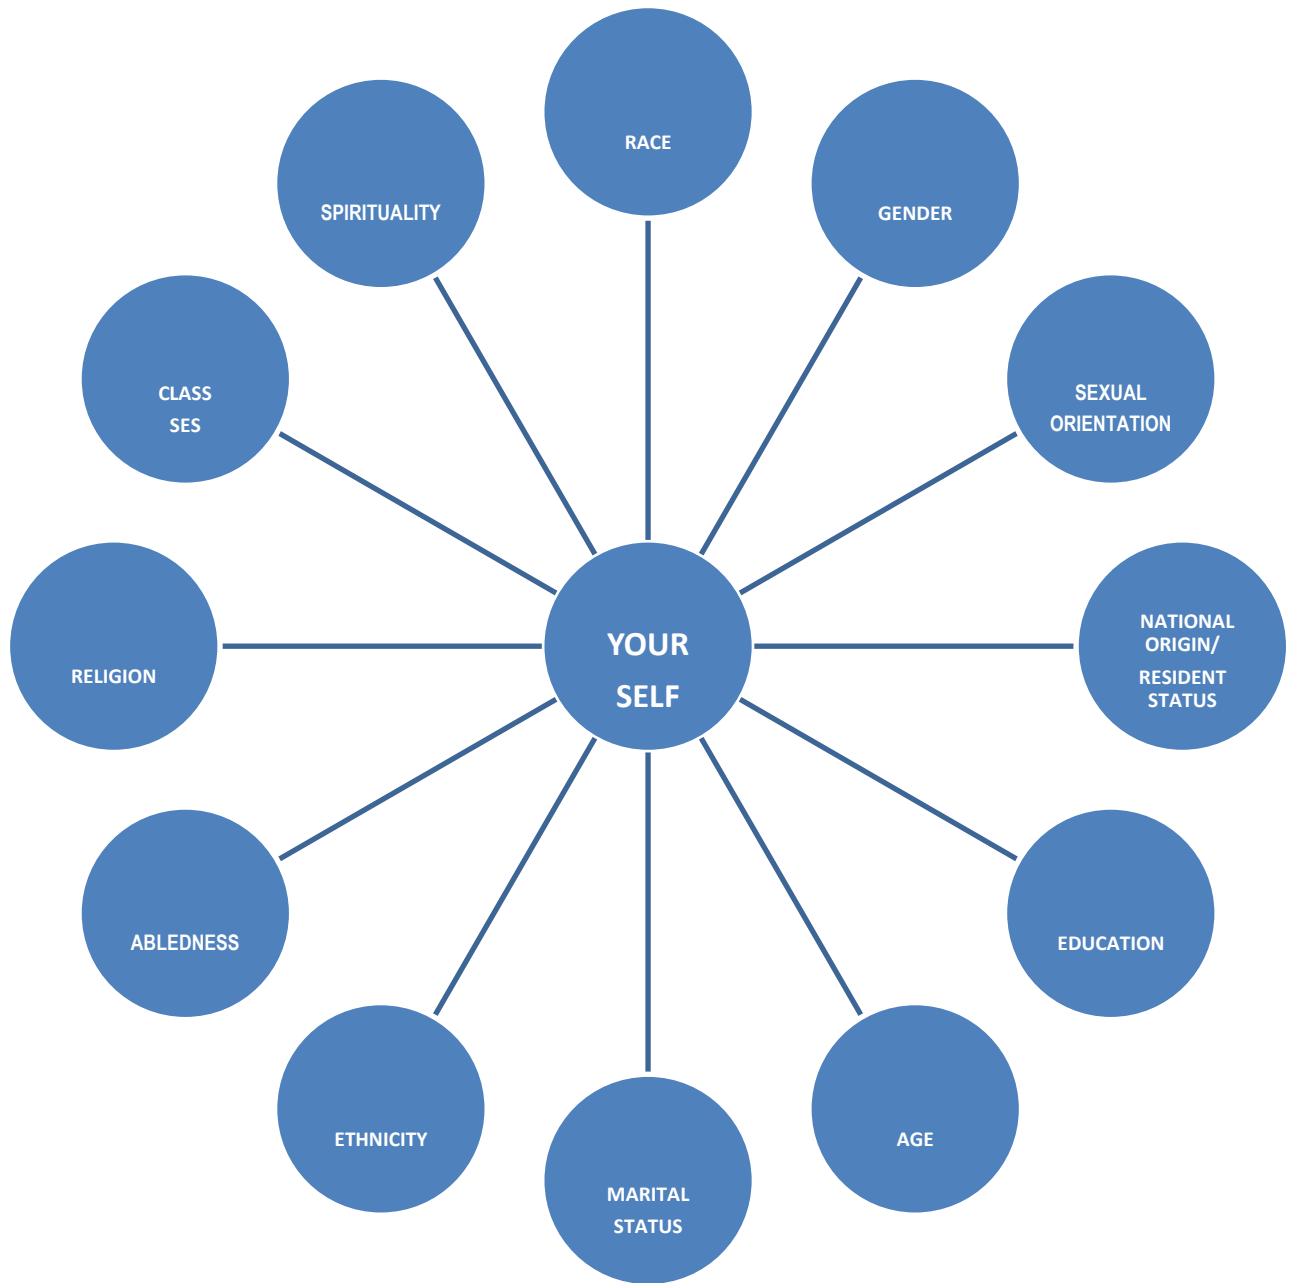 RACE
SPIRITUALITY
GENDER
CLASS
SES
SEXUAL
ORIENTATION
YOUR
SELF
NATIONAL
ORIGIN/
RESIDENT
STATUS
RELIGION
ABLEDNESS
EDUCATION
ETHNICITY
AGE
MARITAL
STATUS